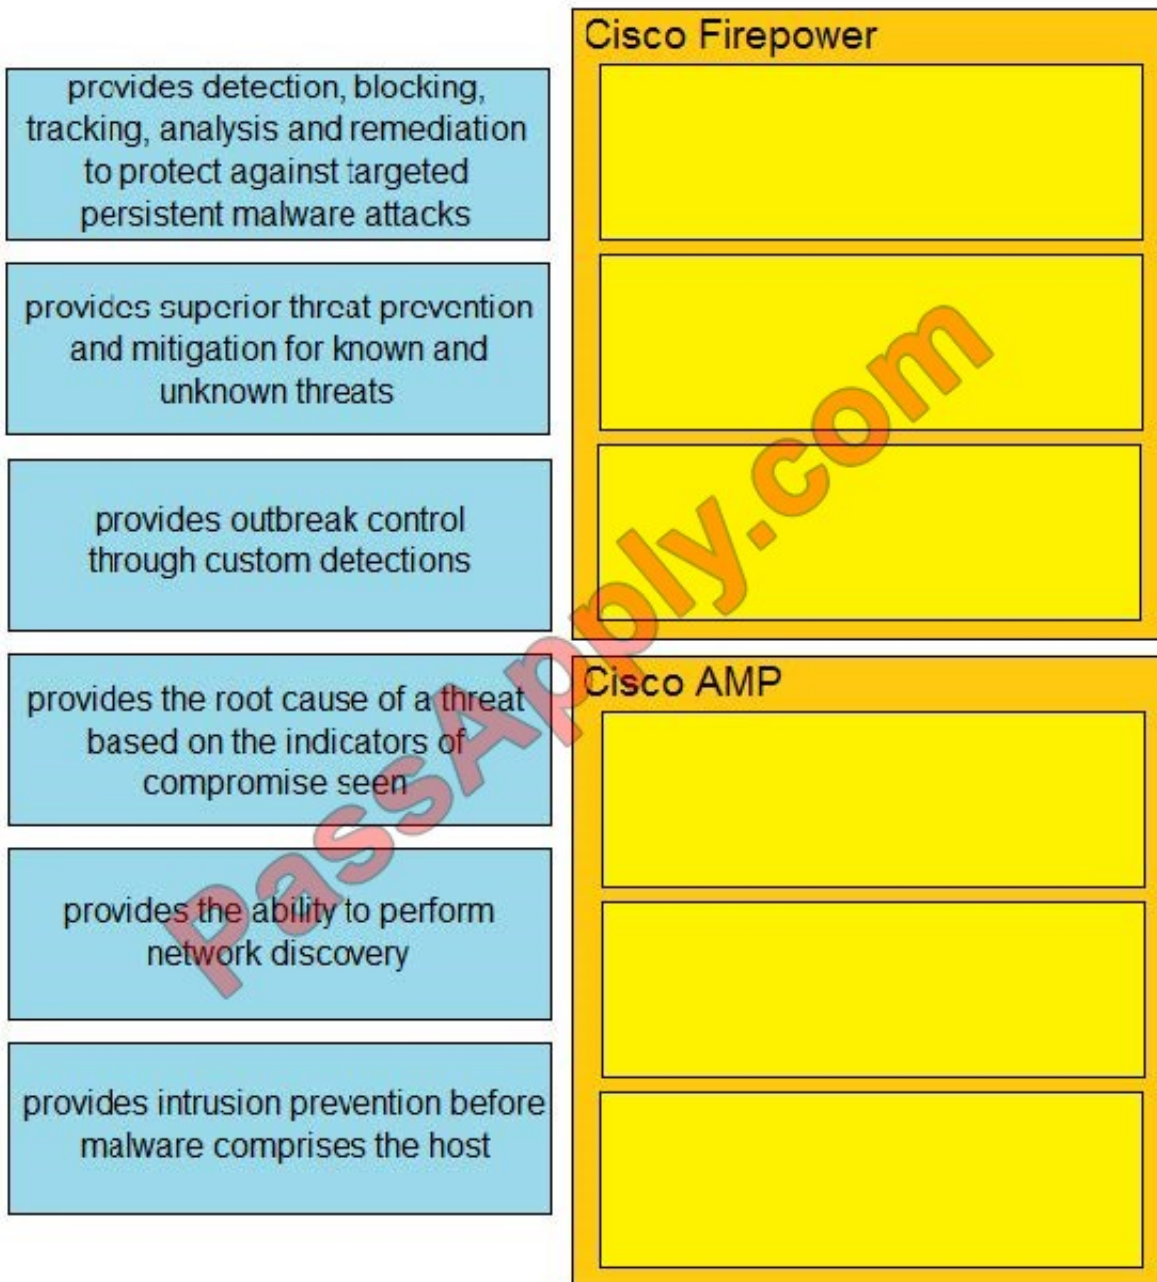 provides detection, blocking,
tracking, analysis and remediation
to protect against targeted
persistent malware attacks
provides superior threat prevention
and mitigation for known and
unknown threats
provides outbreak control
through custom detections
provides the root cause of a threat
based on the indicators of
compromise seen
provides the ability to perform
network discovery
provides intrusion prevention before
malware comprises the host
Cisco Firepower
Cisco AMP
PassApply.com